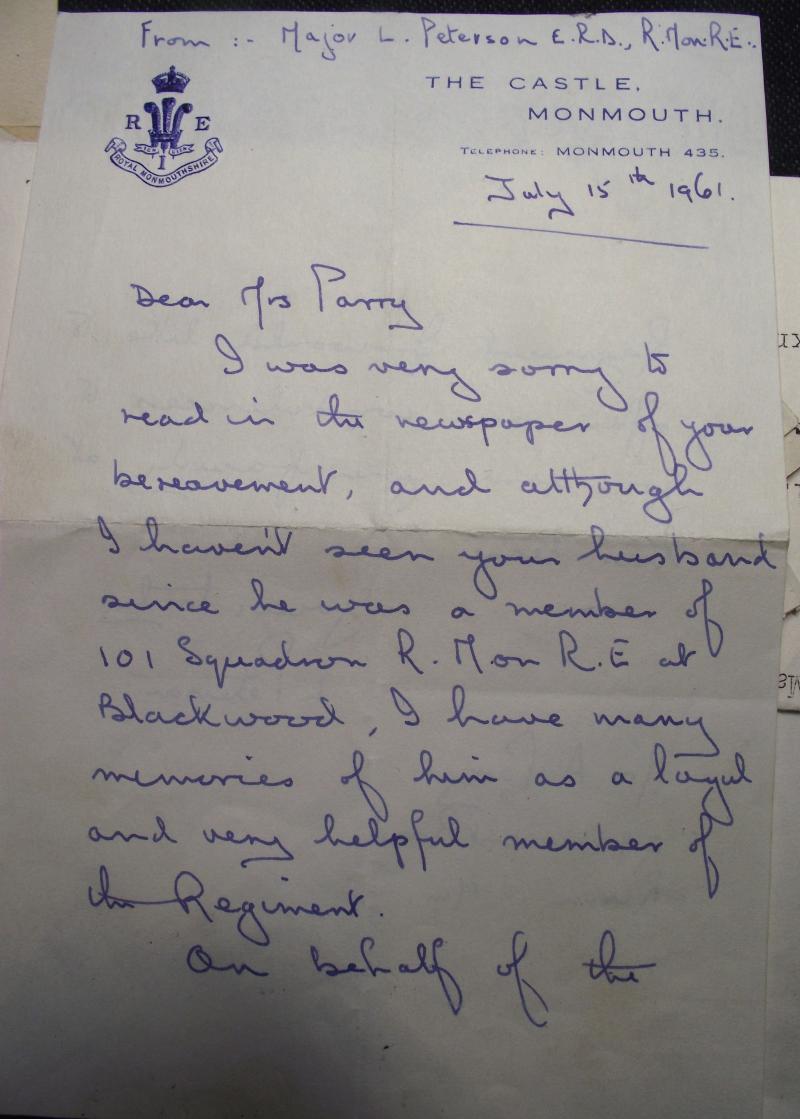 From :- Major L. Peterson E.R.D., R.Mon.R.E.
THE CASTLE,
MONMOUTH.
TELEPHONE: MONMOUTH 435.
R E
I
ROYAL MONMOUTHSHIRE
July 15th 1961.
Dear Mrs Parry
I was very sorry to
read in the newspaper of your
bereavement, and although
I haven't seen your husband
since he was a member of
101 Squadron R.Mon R.E at
Blackwood, I have many
memories of him as a loyal
and very helpful member of
the Regiment.
On behalf of the